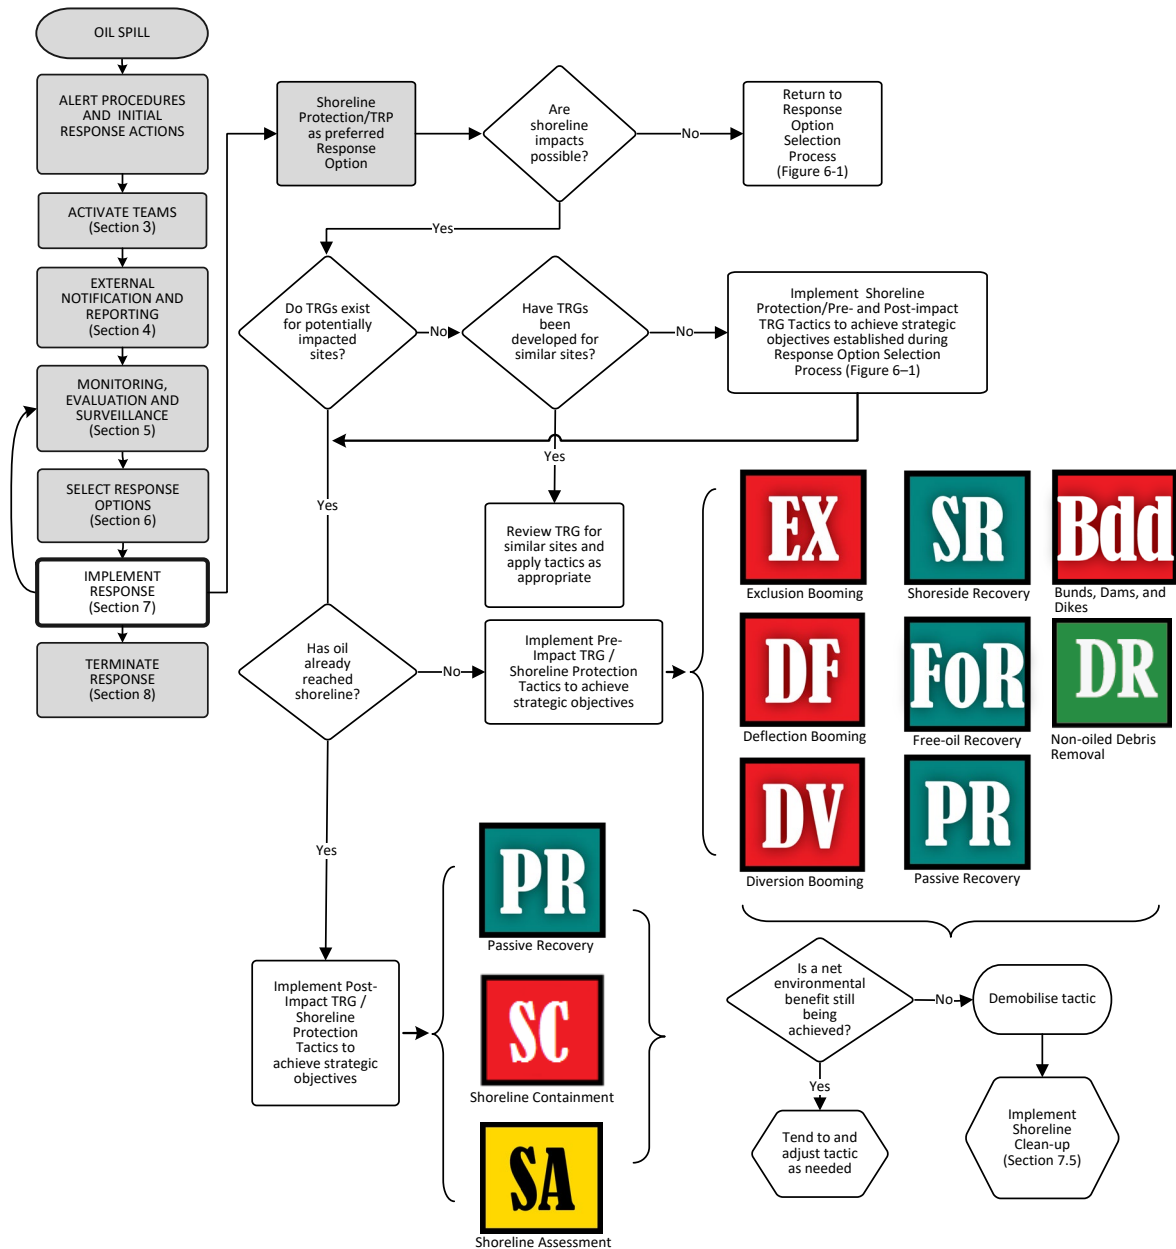 OIL SPILL
ALERT PROCEDURES
AND INITIAL
RESPONSE ACTIONS
ACTIVATE TEAMS
(Section 3)
EXTERNAL
NOTIFICATION AND
REPORTING
(Section 4)
MONITORING,
EVALUATION AND
SURVEILLANCE
(Section 5)
SELECT RESPONSE
OPTIONS
(Section 6)
IMPLEMENT
RESPONSE
(Section 7)
TERMINATE
RESPONSE
(Section 8)
Shoreline
Protection/TRP
as preferred
Response
Option
Are
shoreline
impacts
possible?
No
Return to
Response
Option
Selection
Process
(Figure 6-1)
Yes
Do TRGs exist
for potentially
impacted
sites?
No
Have TRGs
been
developed for
similar sites?
No
Implement Shoreline
Protection/Pre- and Post-impact
TRG Tactics to achieve strategic
objectives established during
Response Option Selection
Process (Figure 6–1)
Yes
Yes
Review TRG for
similar sites and
apply tactics as
appropriate
Has oil
already
reached
shoreline?
No
Implement Pre-
Impact TRG /
Shoreline Protection
Tactics to achieve
strategic objectives
EX
Exclusion Booming
SR
Shoreside Recovery
Bdd
Bunds, Dams, and
Dikes
DF
Deflection Booming
FoR
Free-oil Recovery
DR
Non-oiled Debris
Removal
DV
Diversion Booming
PR
Passive Recovery
Yes
Implement Post-
Impact TRG /
Shoreline
Protection
Tactics to
achieve strategic
objectives
PR
Passive Recovery
SC
Shoreline Containment
SA
Shoreline Assessment
Is a net
environmental
benefit still
being
achieved?
No
Demobilise tactic
Yes
Tend to and
adjust tactic
as needed
Implement
Shoreline
Clean-up
(Section 7.5)